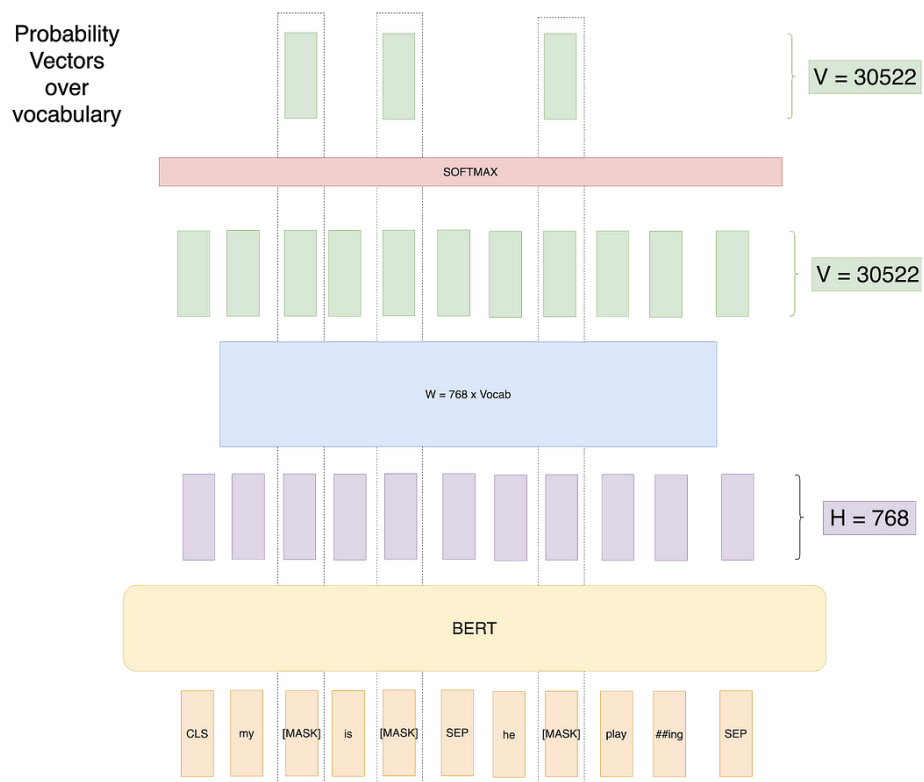 Probability
Vectors
over
vocabulary
V = 30522
SOFTMAX
V = 30522
W = 768 x Vocab
H = 768
BERT
CLS my [MASK] is [MASK] SEP he [MASK] play ##ing SEP